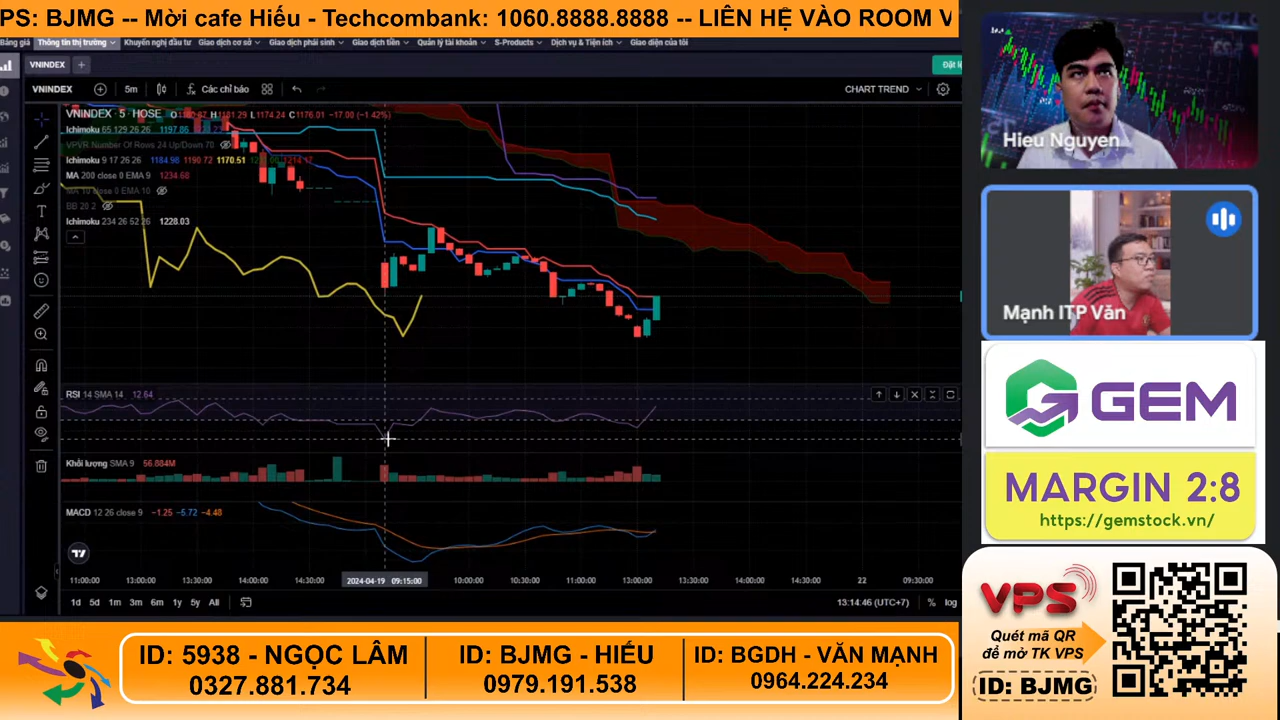 PS: BJMG -- Mời cafe Hiếu - Techcombank: 1060.8888.8888 -- LIÊN HỆ VÀO ROOM V
Bảng giá Thông tin thị trường Khuyến nghị đầu tư Giao dịch cơ sở Giao dịch phái sinh Giao dịch tiền Quản lý tài khoản S-Products Dịch vụ & Tiện ích Giao diện của tôi
VNINDEX +
Đặt lệ
VNINDEX 5m Các chỉ báo CHART TREND
VNINDEX · 5 · HOSE L1174.24 C1176.01 -17.00 (-1.42%)
Ichimoku 65 129 26 26 1197.86
VPVR Number Of Rows 24 Up/Down 70
Ichimoku 9 17 26 26 1184.98 1190.72 1170.51 1214.17
MA 200 close 0 EMA 9 1234.68
MA 10 close 0 EMA 10
BB 20 2
Ichimoku 234 26 52 26 1228.03
RSI 14 SMA 14 12.64
Khối lượng SMA 9 56.884M
MACD 12 26 close 9 -1.25 -5.72 -4.48
11:00:00 13:00:00 13:30:00 14:00:00 14:30:00 2024-04-19 09:15:00 10:00:00 10:30:00 11:00:00 13:00:00 13:30:00 14:00:00 14:30:00 22 09:30:00
1d 5d 1m 3m 6m 1y 5y All 13:14:46 (UTC+7) % log
Hieu Nguyen
Mạnh ITP Văn
GEM
MARGIN 2:8
https://gemstock.vn/
VPS
Quét mã QR
để mở TK VPS
ID: BJMG
ID: 5938 - NGỌC LÂM
0327.881.734
ID: BJMG - HIẾU
0979.191.538
ID: BGDH - VĂN MẠNH
0964.224.234